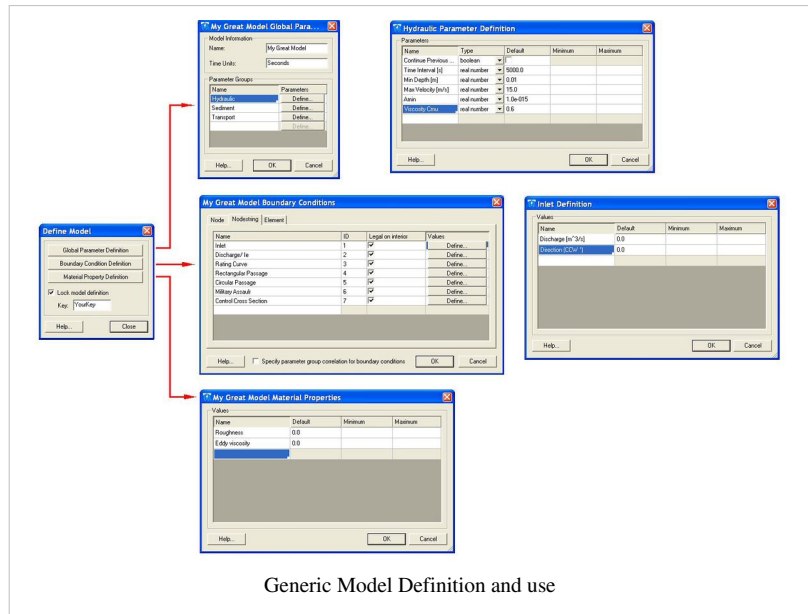 My Great Model Global Para...
Model Information
Name: My Great Model
Time Units: Seconds
Parameter Groups
Name Parameters
Hydraulic Define...
Sediment Define...
Transport Define...
Define...
Help... OK Cancel
Hydraulic Parameter Definition
Parameters
Name Type Default Minimum Maximum
Continue Previous ... boolean
Time Interval [s] real number 5000.0
Min Depth [m] real number 0.01
Max Velocity [m/s] real number 15.0
Amin real number 1.0e-015
Viscosity Cmu real number 0.6
Help... OK Cancel
Define Model
Global Parameter Definition
Boundary Condition Definition
Material Property Definition
Lock model definition
Key: YourKey
Help... Close
My Great Model Boundary Conditions
Node Nodestring Element
Name ID Legal on interior Values
Inlet 1 Define...
Discharge/ Ie 2 Define...
Rating Curve 3 Define...
Rectangular Passage 4 Define...
Circular Passage 5 Define...
Military Assault 6 Define...
Control Cross Section 7 Define...
Help... Specify parameter group correlation for boundary conditions OK Cancel
Inlet Definition
Values
Name Default Minimum Maximum
Discharge [m^3/s] 0.0
Direction (CCW °) 0.0
Help... OK Cancel
My Great Model Material Properties
Values
Name Default Minimum Maximum
Roughness 0.0
Eddy viscosity 0.0
Help... OK Cancel
Generic Model Definition and use